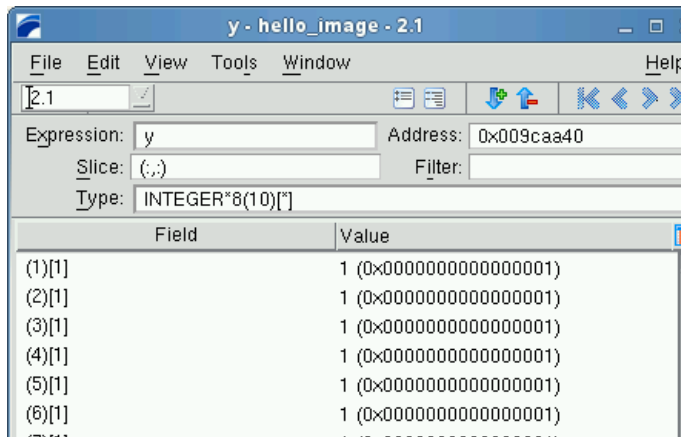 y - hello_image - 2.1
File Edit View Tools Window Help
2.1
Expression: y Address: 0x009caa40
Slice: (:,:) Filter:
Type: INTEGER*8(10)[*]
Field Value
(1)[1] 1 (0x0000000000000001)
(2)[1] 1 (0x0000000000000001)
(3)[1] 1 (0x0000000000000001)
(4)[1] 1 (0x0000000000000001)
(5)[1] 1 (0x0000000000000001)
(6)[1] 1 (0x0000000000000001)